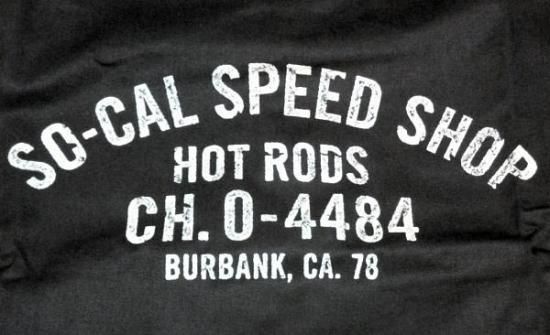 SO-CAL SPEED SHOP
HOT RODS
CH. 0-4484
BURBANK, CA. 78